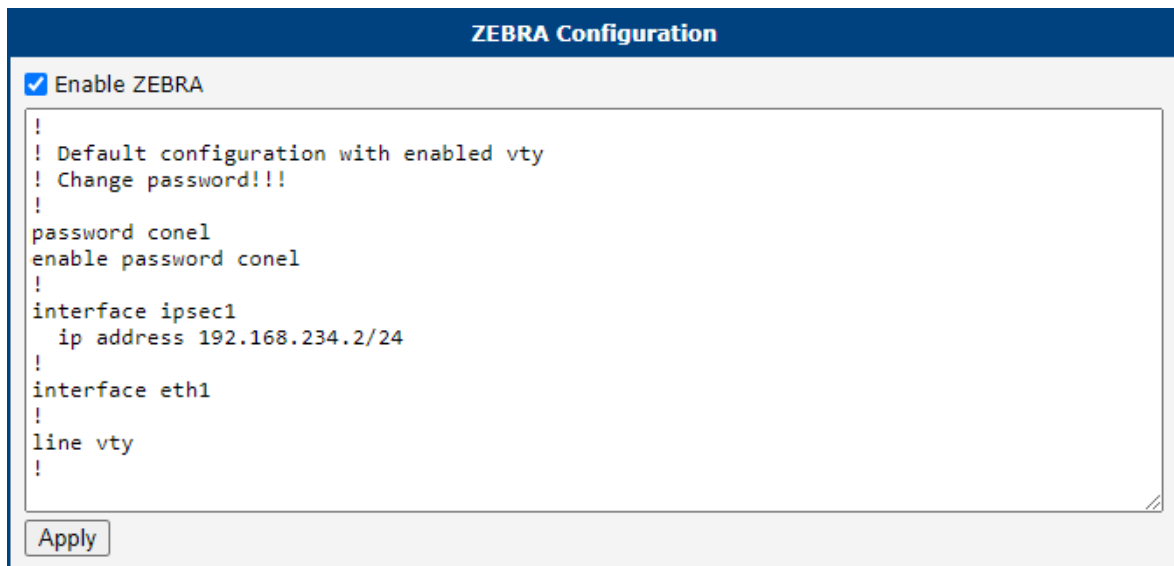 ZEBRA Configuration
Enable ZEBRA
!
! Default configuration with enabled vty
! Change password!!!
!
password conel
enable password conel
!
interface ipsec1
  ip address 192.168.234.2/24
!
interface eth1
!
line vty
!
Apply